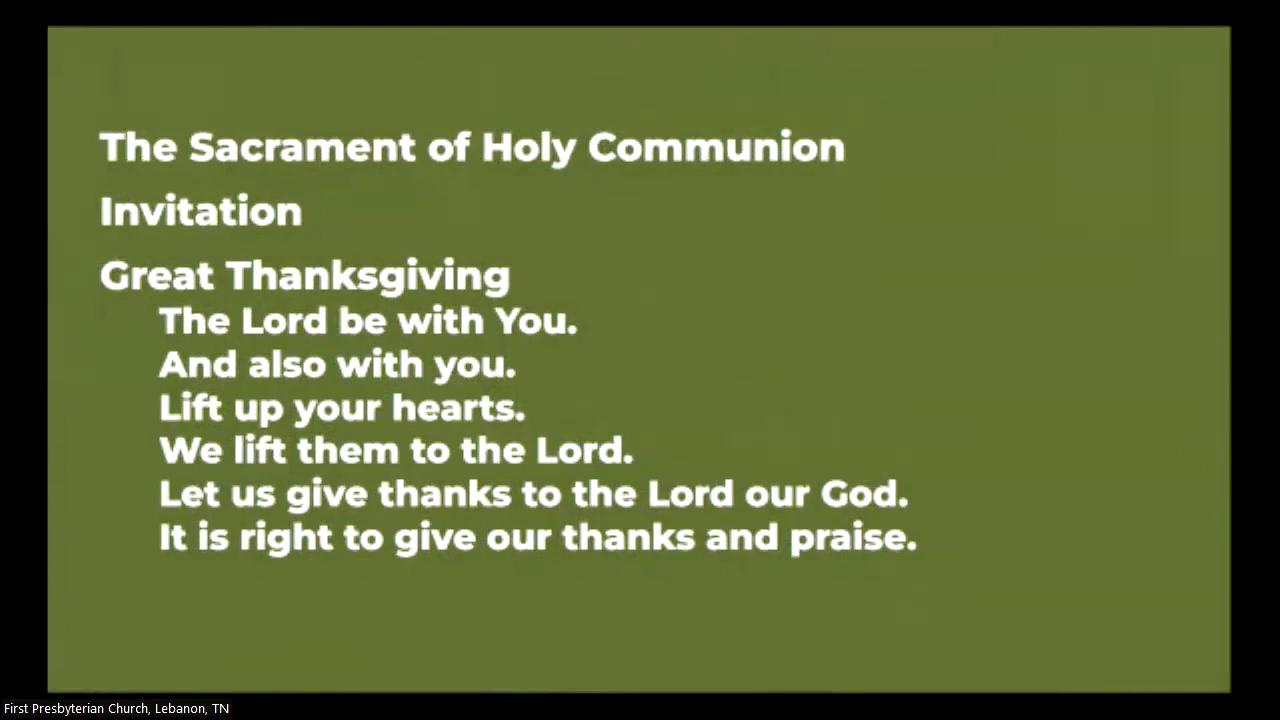 The Sacrament of Holy Communion
Invitation
Great Thanksgiving
The Lord be with You.
And also with you.
Lift up your hearts.
We lift them to the Lord.
Let us give thanks to the Lord our God.
It is right to give our thanks and praise.
First Presbyterian Church, Lebanon, TN